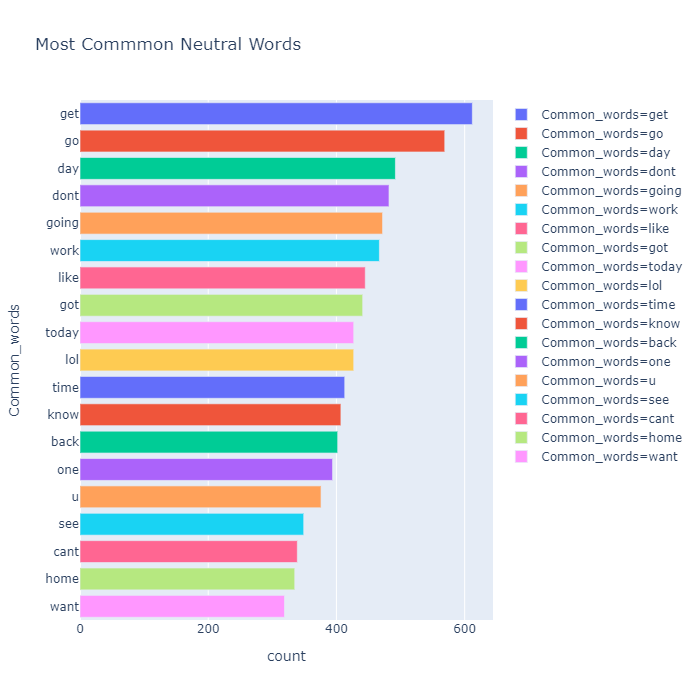 Most Commmon Neutral Words
get
go
day
dont
going
work
like
got
today
lol
time
know
back
one
u
see
cant
home
want
Common_words
0 200 400 600
count
Common_words=get
Common_words=go
Common_words=day
Common_words=dont
Common_words=going
Common_words=work
Common_words=like
Common_words=got
Common_words=today
Common_words=lol
Common_words=time
Common_words=know
Common_words=back
Common_words=one
Common_words=u
Common_words=see
Common_words=cant
Common_words=home
Common_words=want